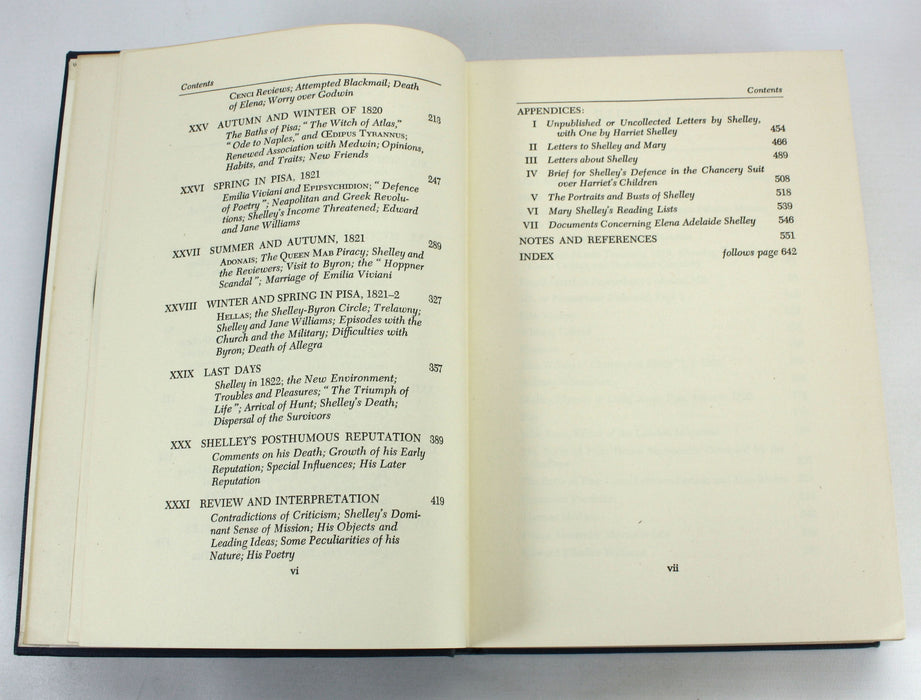 Contents
CENCI Reviews; Attempted Blackmail; Death
of Elena; Worry over Godwin
XXV AUTUMN AND WINTER OF 1820 213
The Baths of Pisa; "The Witch of Atlas,"
"Ode to Naples," and ŒDIPUS TYRANNUS;
Renewed Association with Medwin; Opinions,
Habits, and Traits; New Friends
XXVI SPRING IN PISA, 1821 247
Emilia Viviani and EPIPSYCHIDION; "Defence
of Poetry"; Neapolitan and Greek Revolu-
tions; Shelley's Income Threatened; Edward
and Jane Williams
XXVII SUMMER AND AUTUMN, 1821 289
ADONAIS; The QUEEN MAB Piracy; Shelley and
the Reviewers; Visit to Byron; the "Hoppner
Scandal"; Marriage of Emilia Viviani
XXVIII WINTER AND SPRING IN PISA, 1821–2 327
HELLAS; the Shelley-Byron Circle; Trelawny;
Shelley and Jane Williams; Episodes with the
Church and the Military; Difficulties with
Byron; Death of Allegra
XXIX LAST DAYS 357
Shelley in 1822; the New Environment;
Troubles and Pleasures; "The Triumph of
Life"; Arrival of Hunt; Shelley's Death;
Dispersal of the Survivors
XXX SHELLEY'S POSTHUMOUS REPUTATION 389
Comments on his Death; Growth of his Early
Reputation; Special Influences; His Later
Reputation
XXXI REVIEW AND INTERPRETATION 419
Contradictions of Criticism; Shelley's Domi-
nant Sense of Mission; His Objects and
Leading Ideas; Some Peculiarities of his
Nature; His Poetry
vi
Contents
APPENDICES:
I Unpublished or Uncollected Letters by Shelley,
with One by Harriet Shelley 454
II Letters to Shelley and Mary 466
III Letters about Shelley 489
IV Brief for Shelley's Defence in the Chancery Suit
over Harriet's Children 508
V The Portraits and Busts of Shelley 518
VI Mary Shelley's Reading Lists 539
VII Documents Concerning Elena Adelaide Shelley 546
NOTES AND REFERENCES 551
INDEX follows page 642
vii